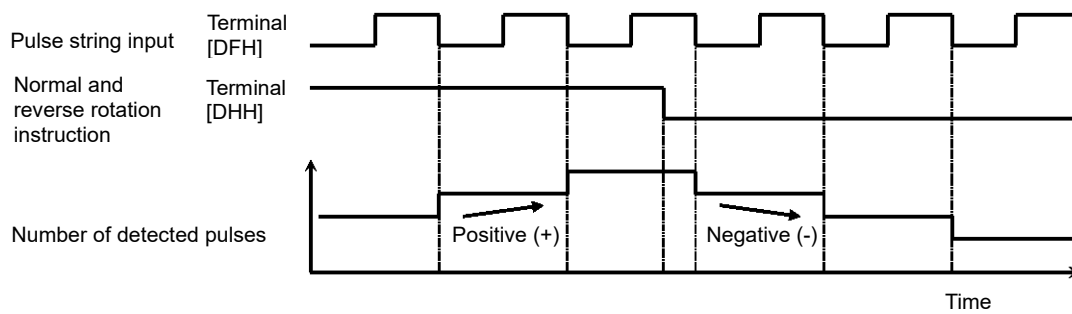 Pulse string input
Terminal
[DFH]
Normal and
reverse rotation
instruction
Terminal
[DHH]
Number of detected pulses
Positive (+)
Negative (-)
Time